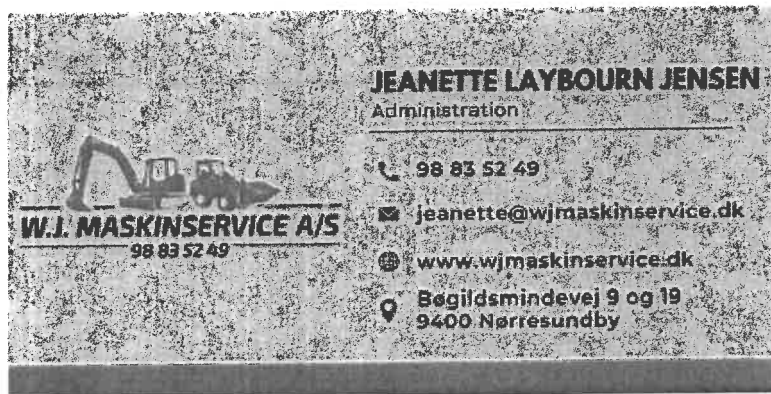 W.J. MASKINSERVICE A/S
98 83 52 49
JEANETTE LAYBOURN JENSEN
Administration
98 83 52 49
jeanette@wjmaskinservice.dk
www.wjmaskinservice.dk
Bøgildsmindevej 9 og 19
9400 Nørresundby